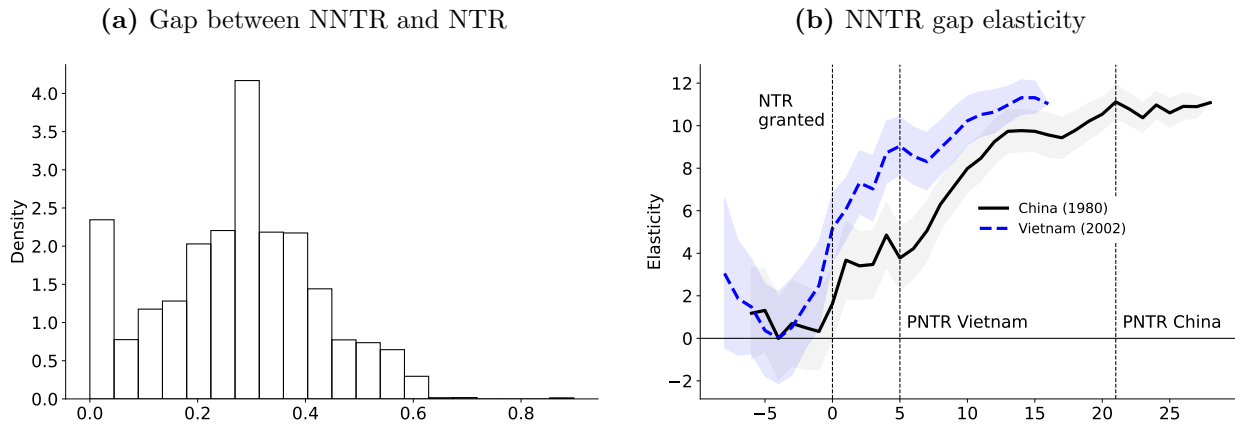 (a) Gap between NNTR and NTR
Density
4.0
3.5
3.0
2.5
2.0
1.5
1.0
0.5
0.0
0.0 0.2 0.4 0.6 0.8
(b) NNTR gap elasticity
Elasticity
12
10
8
6
4
2
0
−2
NTR
granted
China (1980)
Vietnam (2002)
PNTR Vietnam
PNTR China
−5 0 5 10 15 20 25